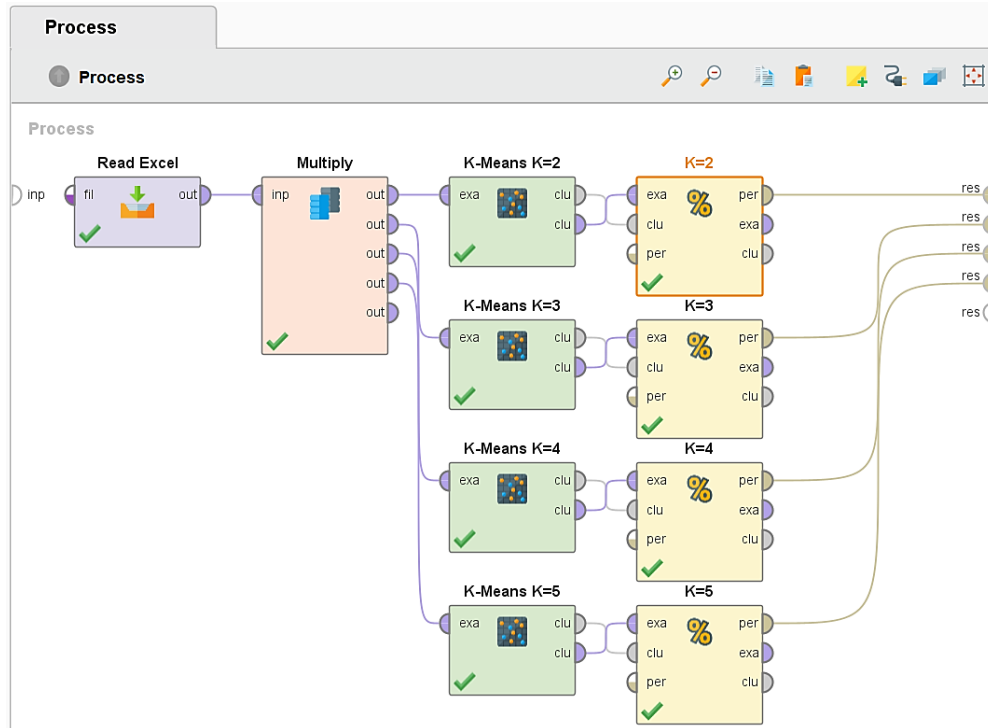 Process
Process
Process
Read Excel Multiply K-Means K=2 K=2
inp fil out inp out exa clu exa per res
out clu clu exa res
out per clu res
out K-Means K=3 K=3 res
out exa clu exa per res
clu clu exa
per clu
K-Means K=4 K=4
exa clu exa per
clu clu exa
per clu
K-Means K=5 K=5
exa clu exa per
clu clu exa
per clu